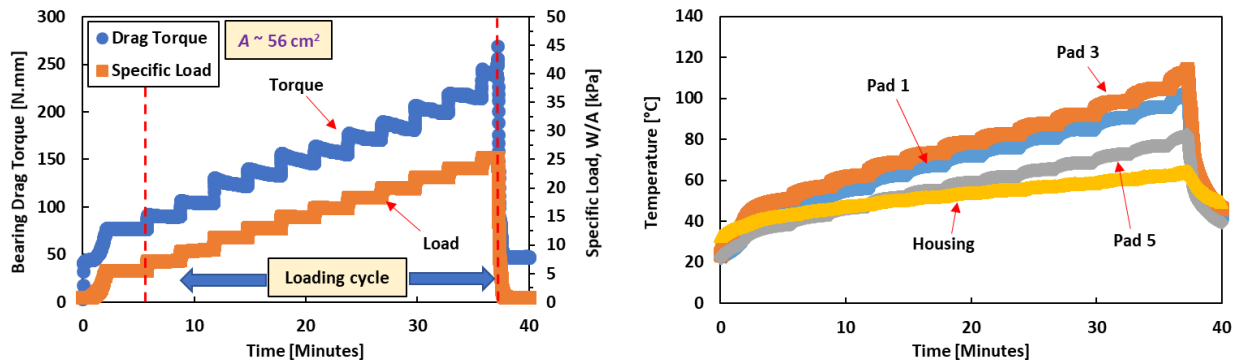 Bearing Drag Torque [N.mm]
300
250
200
150
100
50
0
Drag Torque
Specific Load
A ~ 56 cm²
Torque
Load
Loading cycle
50
45
40
35
30
25
20
15
10
5
0
Specific Load, W/A [kPa]
0
10
20
30
40
Time [Minutes]
Temperature [°C]
140
120
100
80
60
40
20
0
Pad 3
Pad 1
Housing
Pad 5
0
10
20
30
40
Time [Minutes]